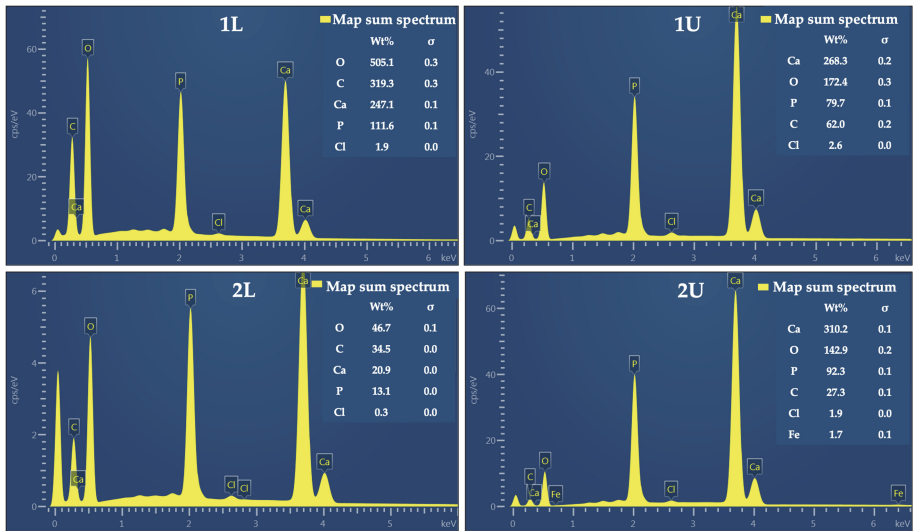 1L
Map sum spectrum
Wt% σ
O 505.1 0.3
C 319.3 0.3
Ca 247.1 0.1
P 111.6 0.1
Cl 1.9 0.0
cps/eV
60
40
20
0
C
Ca
O
P
Cl
Ca
Ca
0 1 2 3 4 5 6 keV
1U
Map sum spectrum
Wt% σ
Ca 268.3 0.2
O 172.4 0.3
P 79.7 0.1
C 62.0 0.2
Cl 2.6 0.0
cps/eV
40
20
0
C
Ca
O
P
Cl
Ca
Ca
0 1 2 3 4 5 6 keV
2L
Map sum spectrum
Wt% σ
O 46.7 0.1
C 34.5 0.0
Ca 20.9 0.0
P 13.1 0.0
Cl 0.3 0.0
cps/eV
6
4
2
0
C
Ca
O
P
Cl
Cl
Ca
Ca
0 1 2 3 4 5 keV
2U
Map sum spectrum
Wt% σ
Ca 310.2 0.1
O 142.9 0.2
P 92.3 0.1
C 27.3 0.1
Cl 1.9 0.0
Fe 1.7 0.1
cps/eV
60
40
20
0
C
Ca
O
Fe
P
Cl
Ca
Ca
Fe
0 1 2 3 4 5 6 keV